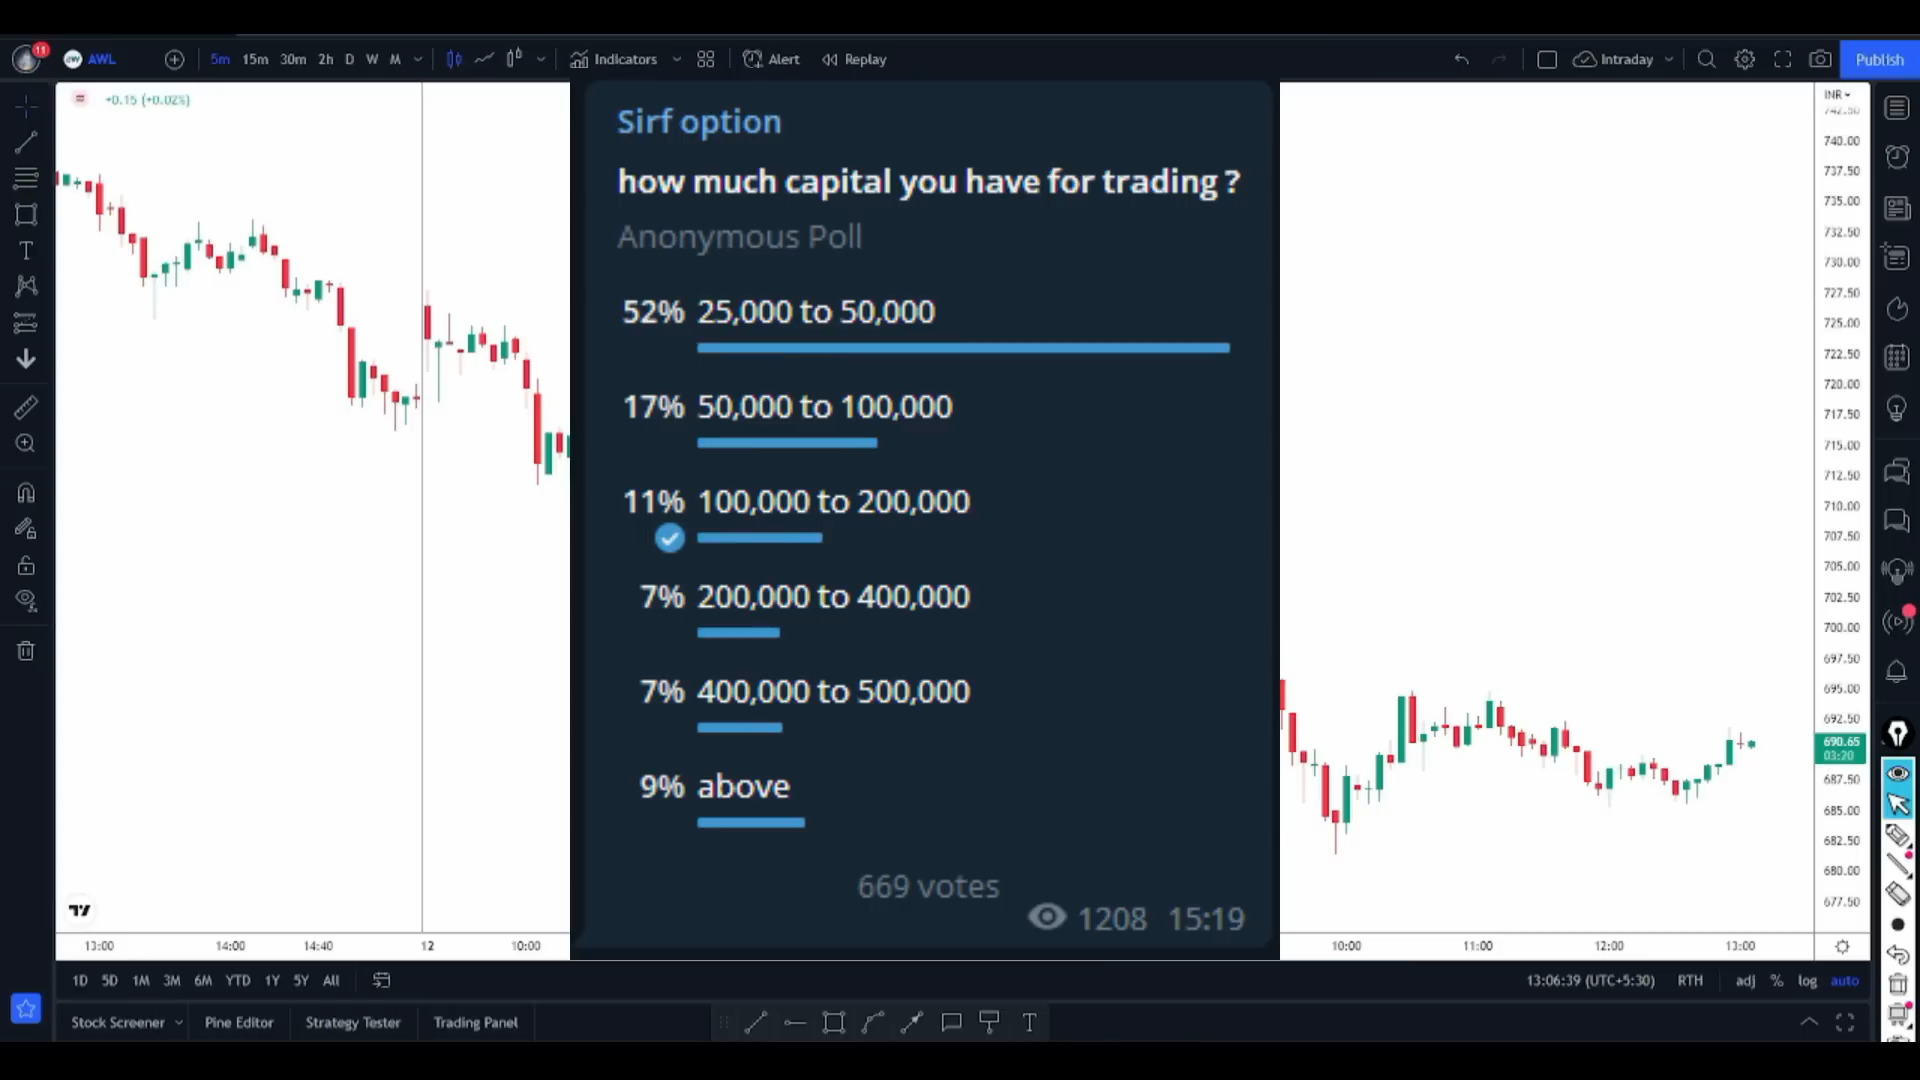 11
AWL
5m 15m 30m 2h D W M
Indicators
Alert
Replay
Intraday
Publish
+0.15 (+0.02%)
Sirf option
how much capital you have for trading ?
Anonymous Poll
52% 25,000 to 50,000
17% 50,000 to 100,000
11% 100,000 to 200,000
7% 200,000 to 400,000
7% 400,000 to 500,000
9% above
669 votes
1208 15:19
INR
742.50
740.00
737.50
735.00
732.50
730.00
727.50
725.00
722.50
720.00
717.50
715.00
712.50
710.00
707.50
705.00
702.50
700.00
697.50
695.00
692.50
690.65
03:20
687.50
685.00
682.50
680.00
677.50
13:00 14:00 14:40 12 10:00 10:00 11:00 12:00 13:00
1D 5D 1M 3M 6M YTD 1Y 5Y All
13:06:39 (UTC+5:30) RTH adj % log auto
Stock Screener Pine Editor Strategy Tester Trading Panel